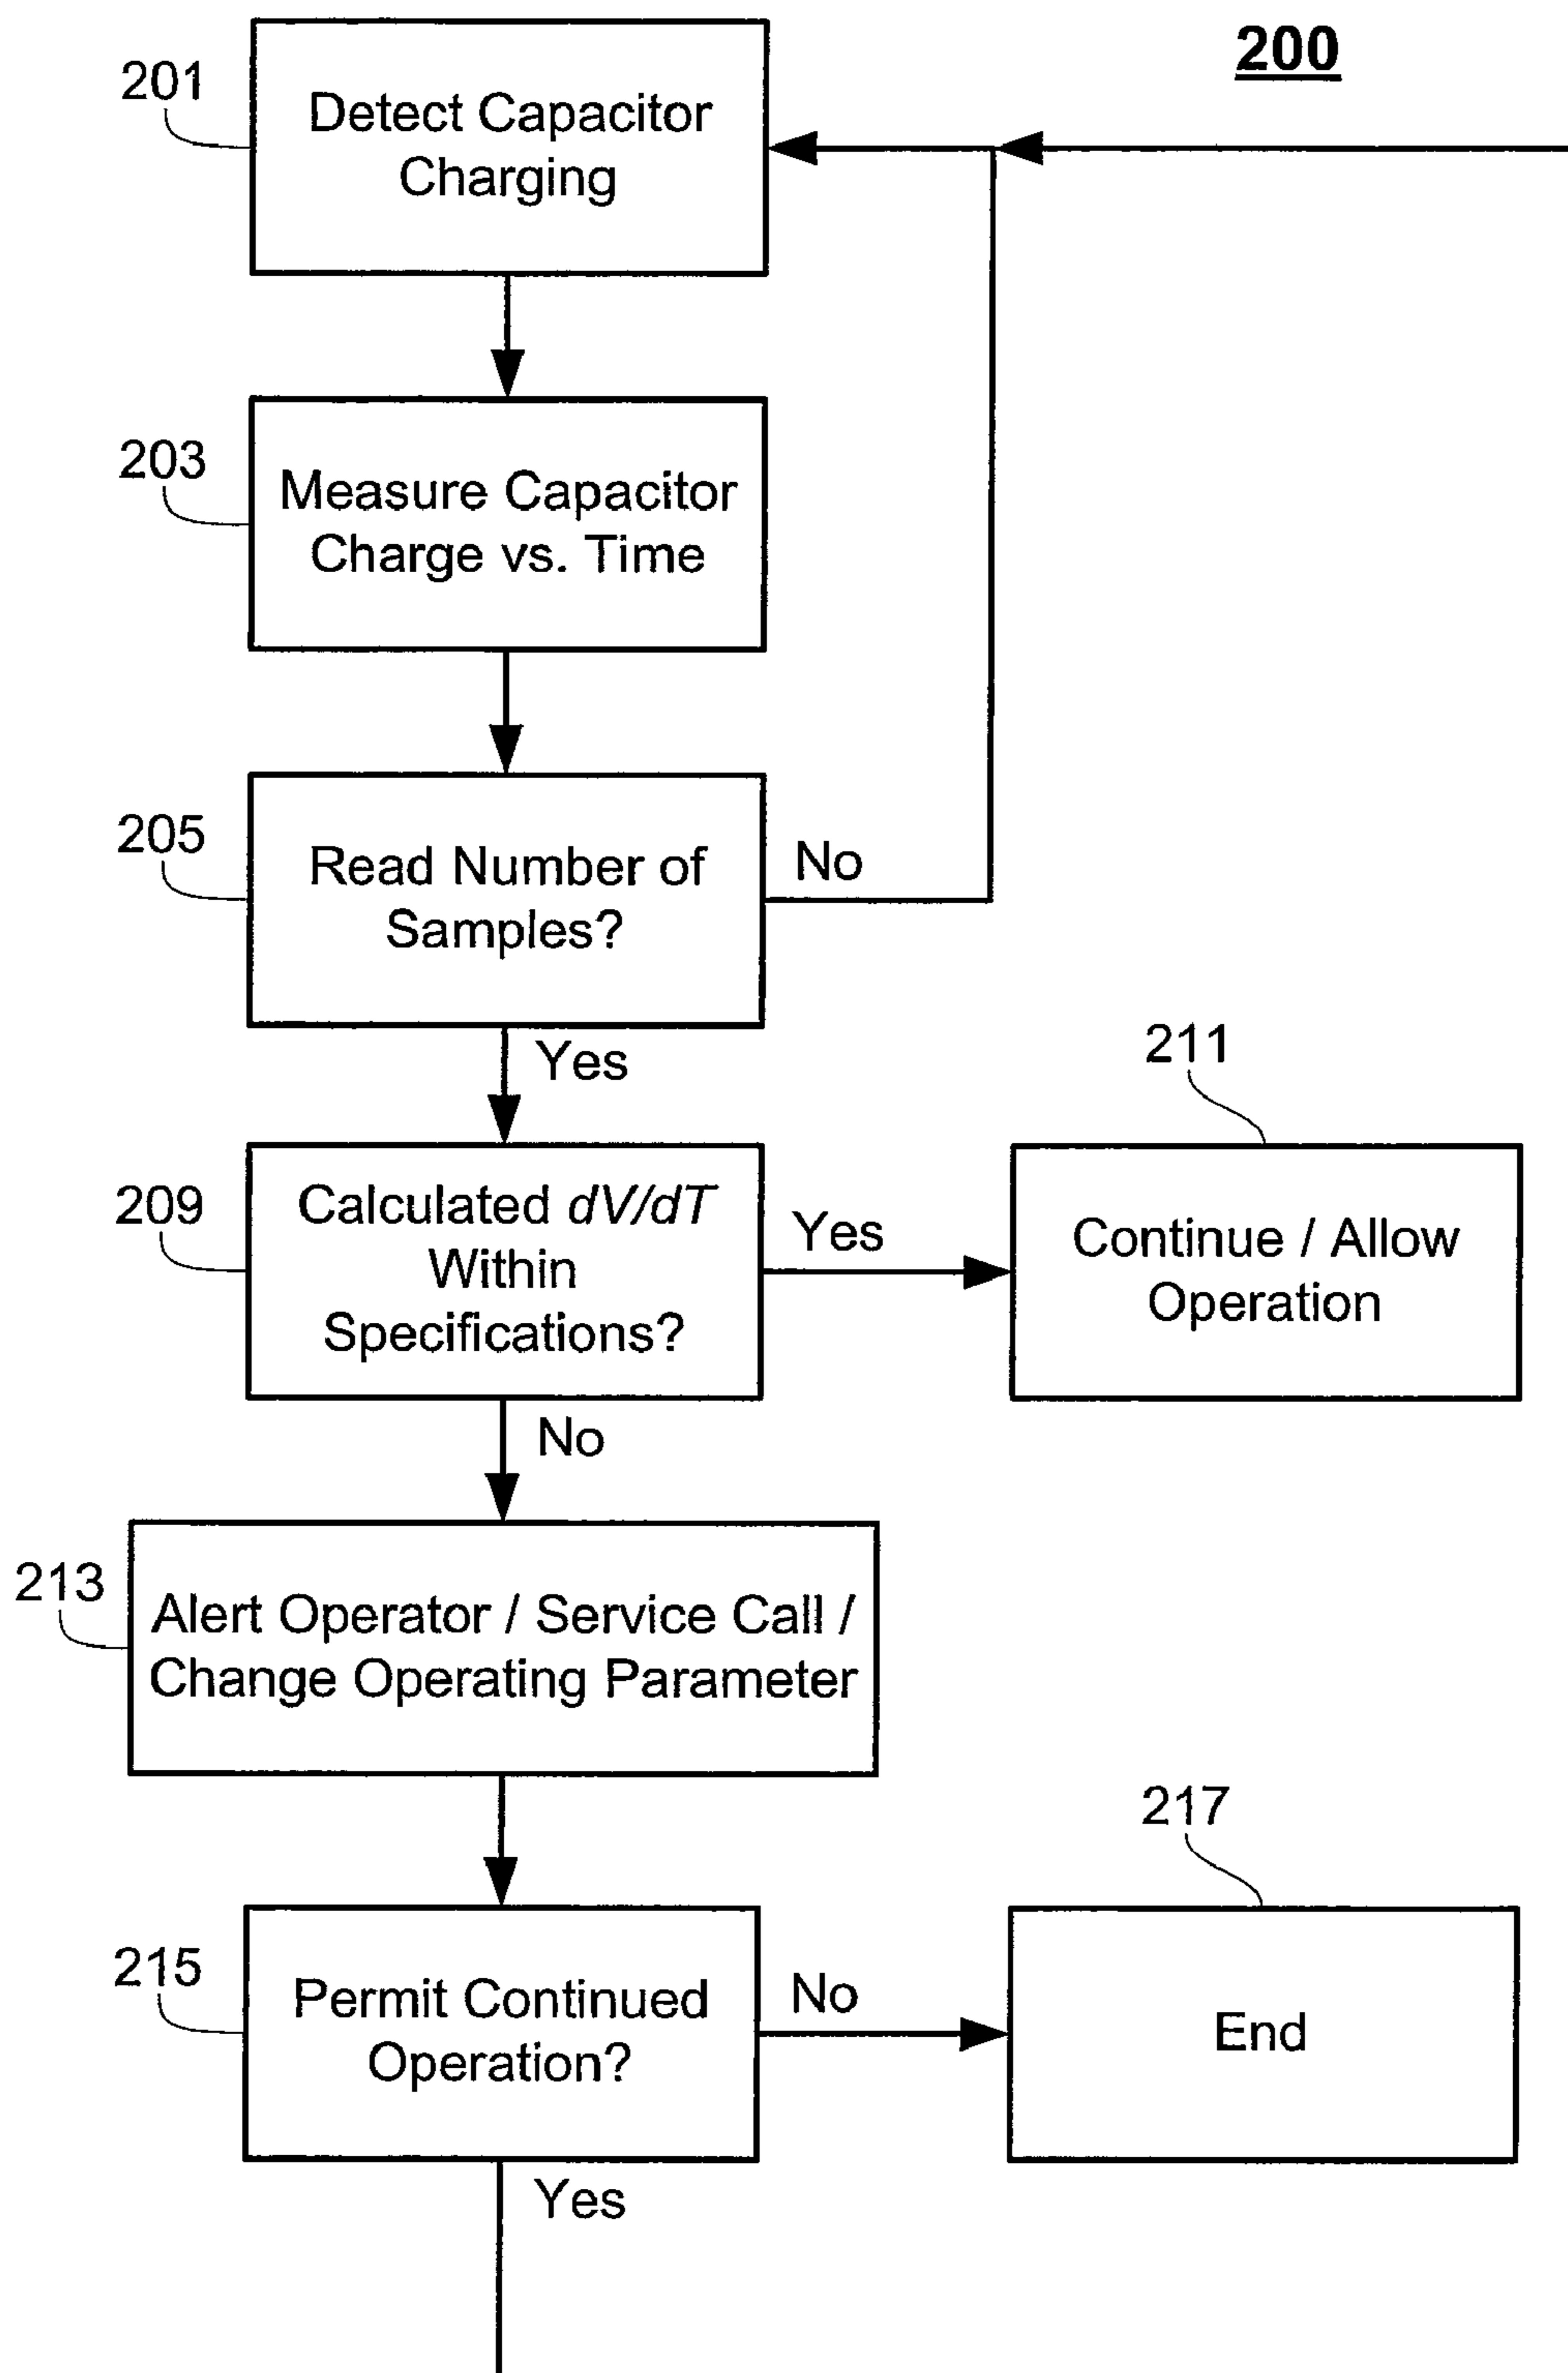 200
201
Detect Capacitor
Charging
203
Measure Capacitor
Charge vs. Time
205
Read Number of
Samples?
No
Yes
209
Calculated dV/dT
Within
Specifications?
Yes
211
Continue / Allow
Operation
No
213
Alert Operator / Service Call /
Change Operating Parameter
215
Permit Continued
Operation?
No
217
End
Yes